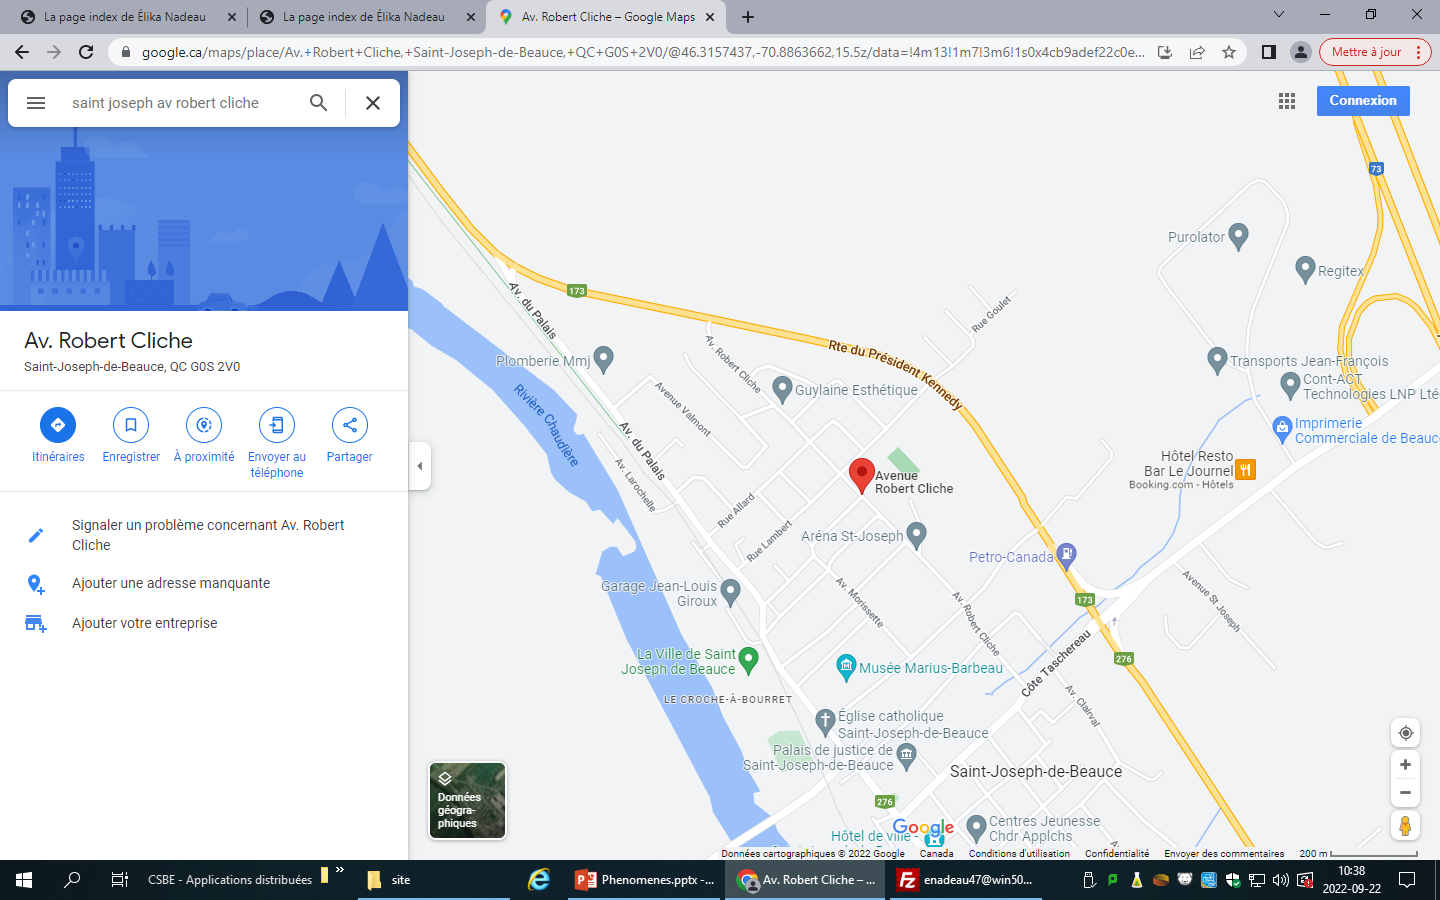 La page index de Élika Nadeau
La page index de Élika Nadeau
Av. Robert Cliche – Google Maps
google.ca/maps/place/Av.+Robert+Cliche,+Saint-Joseph-de-Beauce,+QC+G0S+2V0/@46.3157437,-70.8863662,15.5z/data=!4m13!1m7!3m6!1s0x4cb9adef22c0e...
Mettre à jour
saint joseph av robert cliche
Connexion
Av. Robert Cliche
Saint-Joseph-de-Beauce, QC G0S 2V0
Itinéraires
Enregistrer
À proximité
Envoyer au
téléphone
Partager
Signaler un problème concernant Av. Robert
Cliche
Ajouter une adresse manquante
Ajouter votre entreprise
73
Purolator
Regitex
173
Av. du Palais
Rue Goulet
Plomberie Mmj
Av. Robert Cliche
Rte du Président Kennedy
Transports Jean-François
Cont-ACT
Technologies LNP Lté
Guylaine Esthétique
Avenue Valmont
Rivière Chaudière
Av. du Palais
Imprimerie
Commerciale de Beauc
Hôtel Resto
Bar Le Journel
Booking.com - Hôtels
Av. Larochelle
Avenue
Robert Cliche
Rue Allard
Rue Lambert
Aréna St-Joseph
Petro-Canada
Garage Jean-Louis
Giroux
Av. Morissette
Av. Robert Cliche
173
Avenue St Joseph
La Ville de Saint
Joseph de Beauce
Musée Marius-Barbeau
Côte Taschereau
276
LE CROCHE-À-BOURRET
Av. Clairval
Église catholique
Saint-Joseph-de-Beauce
Palais de justice de
Saint-Joseph-de-Beauce
Saint-Joseph-de-Beauce
276
Google
Centres Jeunesse
Chdr Applchs
Hôtel de ville -
Données
géogra-
phiques
Données cartographiques © 2022 Google
Canada
Conditions d'utilisation
Confidentialité
Envoyer des commentaires
200 m
CSBE - Applications distribuées
»
site
Phenomenes.pptx -...
Av. Robert Cliche – ...
enadeau47@win50...
10:38
2022-09-22